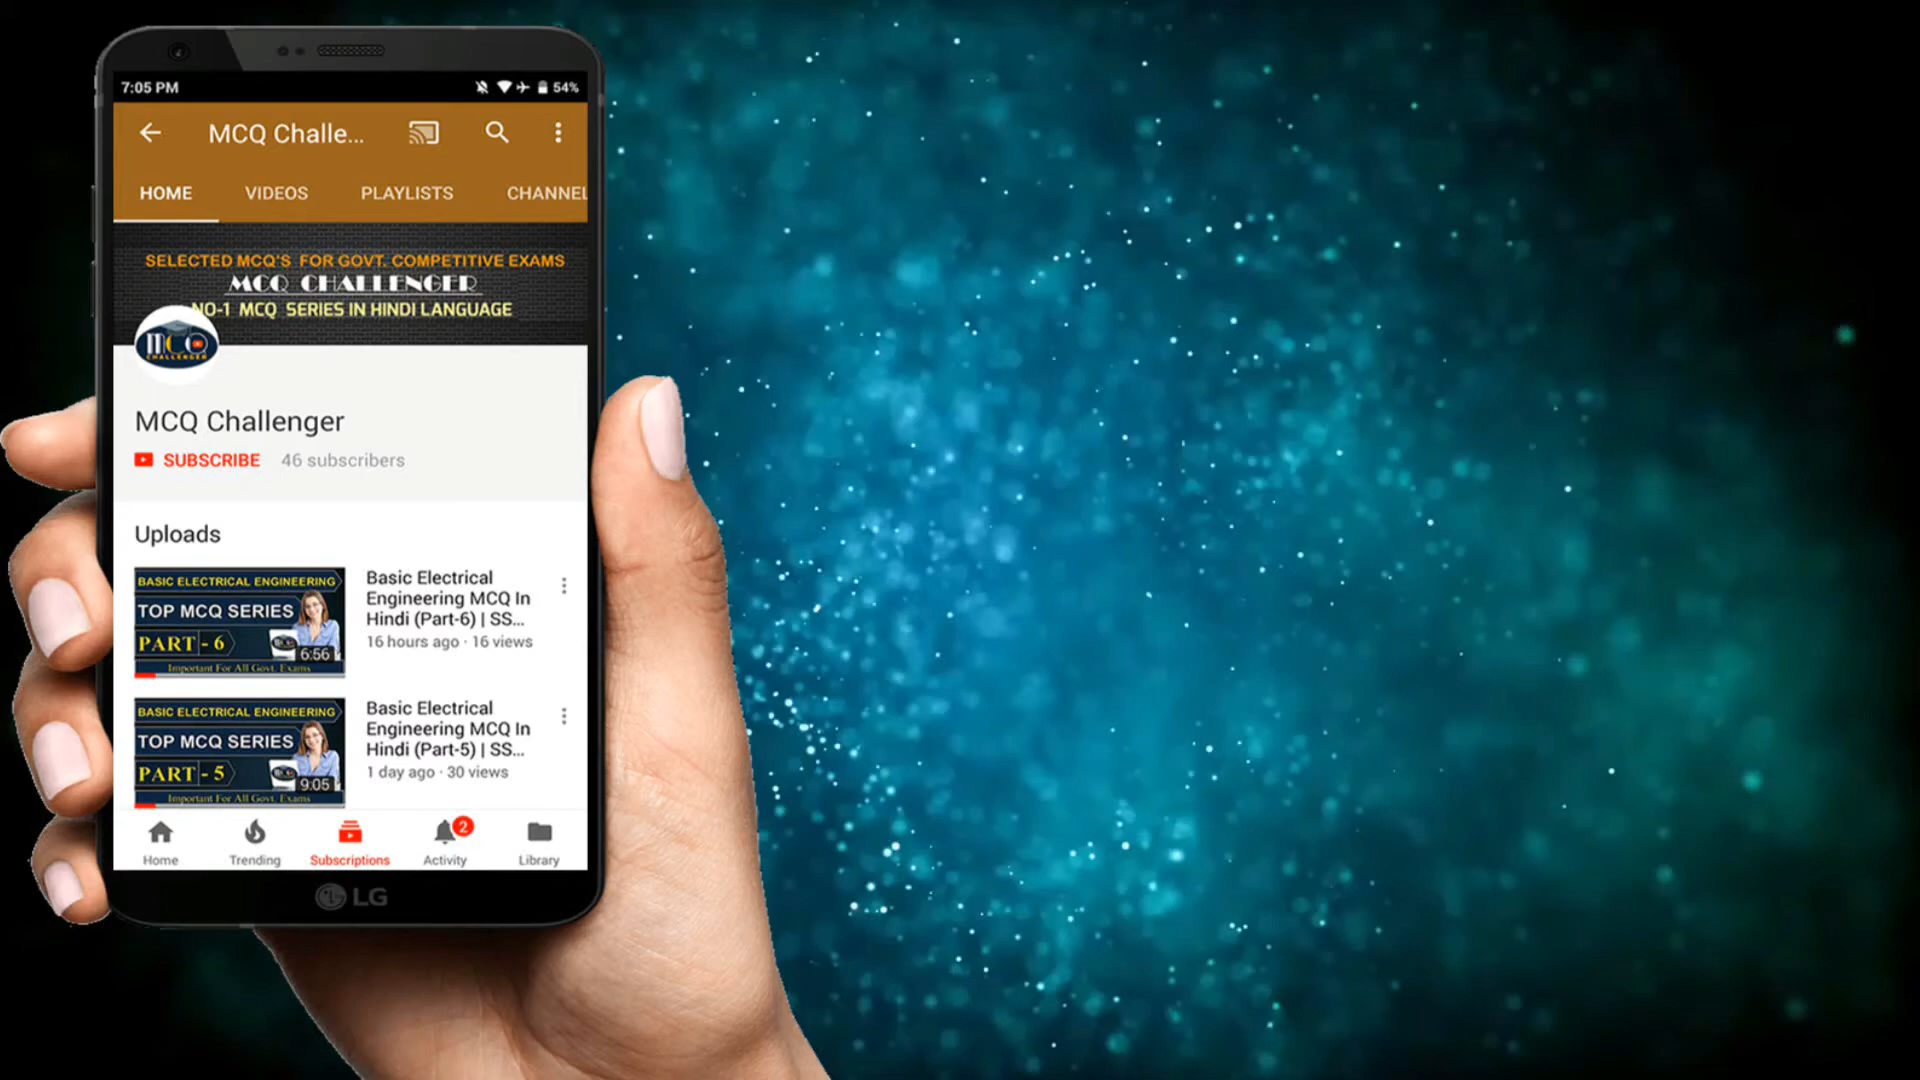 7:05 PM 54%
MCQ Challe...
HOME VIDEOS PLAYLISTS CHANNEL
SELECTED MCQ'S FOR GOVT. COMPETITIVE EXAMS
MCQ CHALLENGER
NO-1 MCQ SERIES IN HINDI LANGUAGE
MCQ
CHALLENGER
MCQ Challenger
SUBSCRIBE 46 subscribers
Uploads
BASIC ELECTRICAL ENGINEERING
TOP MCQ SERIES
PART - 6
6:56
Important For All Govt. Exams
Basic Electrical
Engineering MCQ In
Hindi (Part-6) | SS...
16 hours ago · 16 views
BASIC ELECTRICAL ENGINEERING
TOP MCQ SERIES
PART - 5
9:05
Important For All Govt. Exams
Basic Electrical
Engineering MCQ In
Hindi (Part-5) | SS...
1 day ago · 30 views
2
Home Trending Subscriptions Activity Library
LG